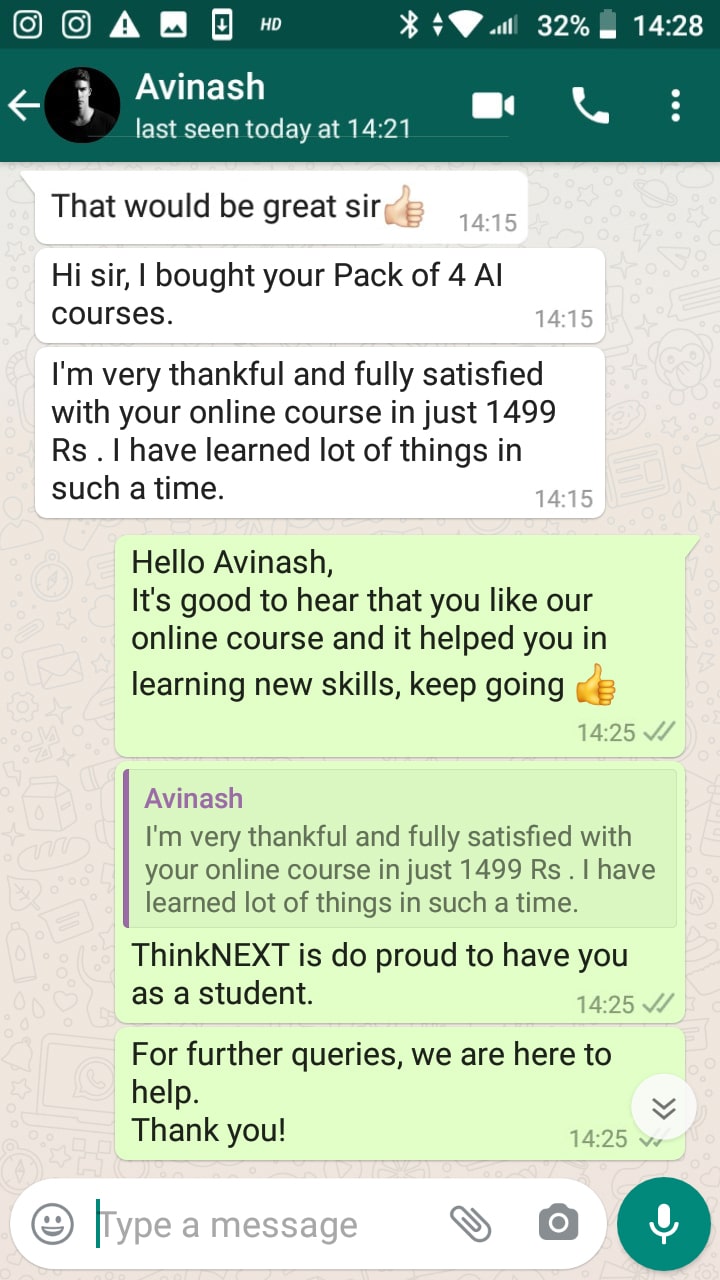 HD 32% 14:28
Avinash
last seen today at 14:21
That would be great sir👍🏻 14:15
Hi sir, I bought your Pack of 4 AI
courses. 14:15
I'm very thankful and fully satisfied
with your online course in just 1499
Rs . I have learned lot of things in
such a time. 14:15
Hello Avinash,
It's good to hear that you like our
online course and it helped you in
learning new skills, keep going 👍
14:25
Avinash
I'm very thankful and fully satisfied with
your online course in just 1499 Rs . I have
learned lot of things in such a time.
ThinkNEXT is do proud to have you
as a student. 14:25
For further queries, we are here to
help.
Thank you! 14:25
Type a message